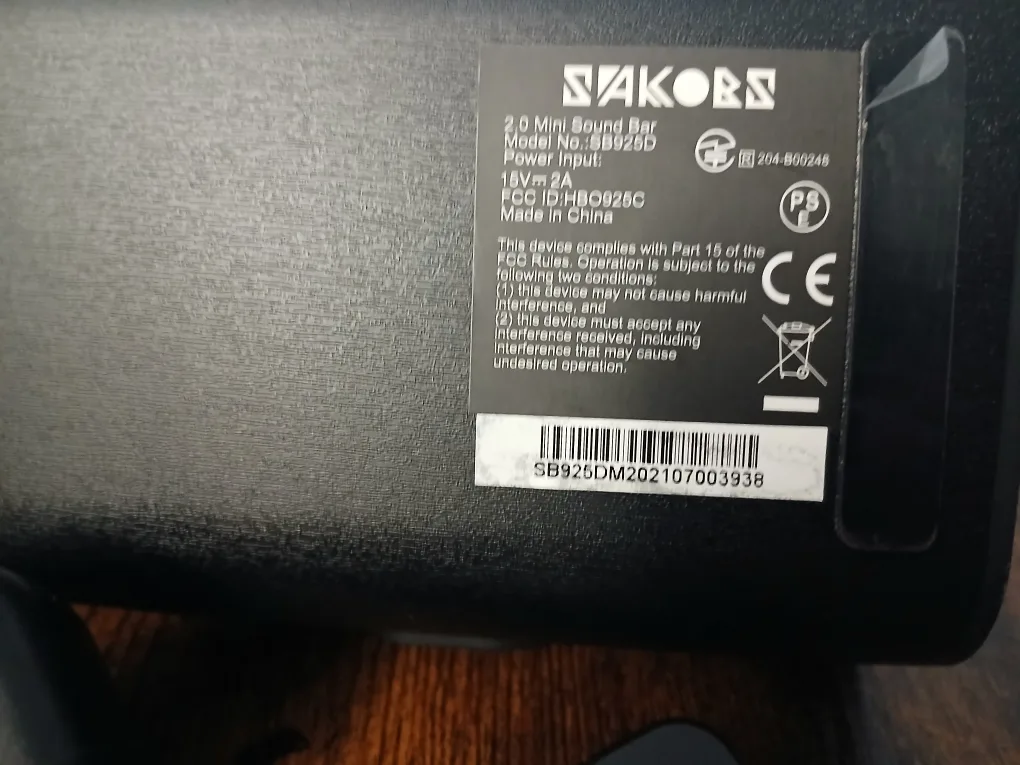 SAKOBS
2.0 Mini Sound Bar
Model No.:SB925D
Power Input:
15V⎓2A
FCC ID:HBO925C
Made in China
R 204-B00245
PS
E
This device complies with Part 15 of the
FCC Rules. Operation is subject to the
following two conditions:
(1) this device may not cause harmful
interference, and
(2) this device must accept any
interference received, including
interference that may cause
undesired operation.
CE
SB925DM202107003938